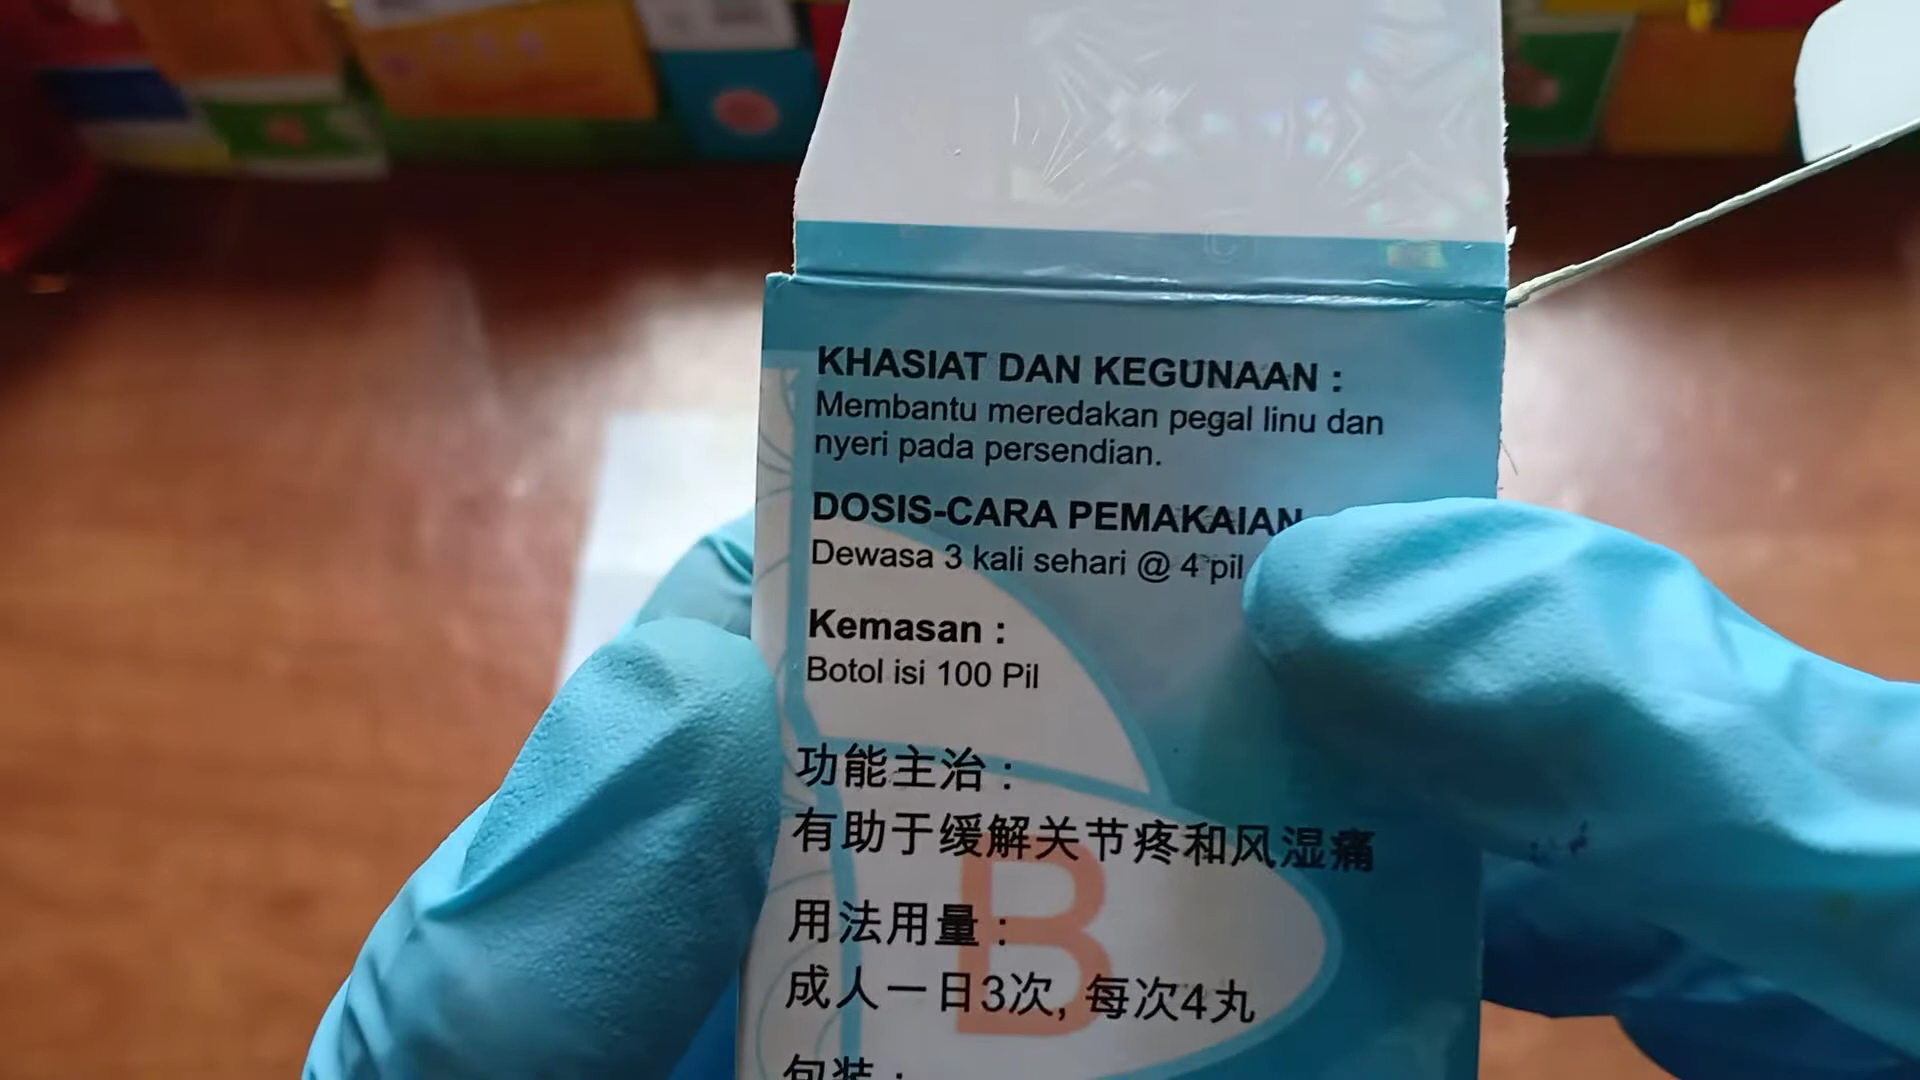 KHASIAT DAN KEGUNAAN :
Membantu meredakan pegal linu dan
nyeri pada persendian.
DOSIS-CARA PEMAKAIAN
Dewasa 3 kali sehari @ 4 pil
Kemasan :
Botol isi 100 Pil
功能主治 :
有助于缓解关节疼和风湿痛
用法用量 :
成人一日3次, 每次4丸
包装 :
B